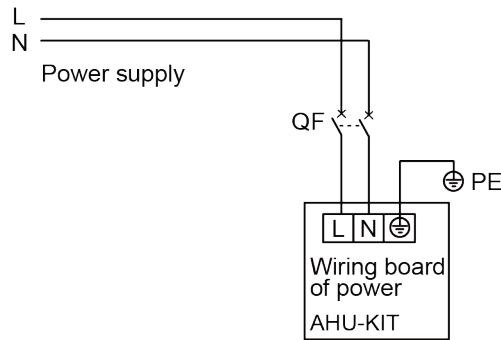 L
N
Power supply
QF
PE
L N
Wiring board
of power
AHU-KIT